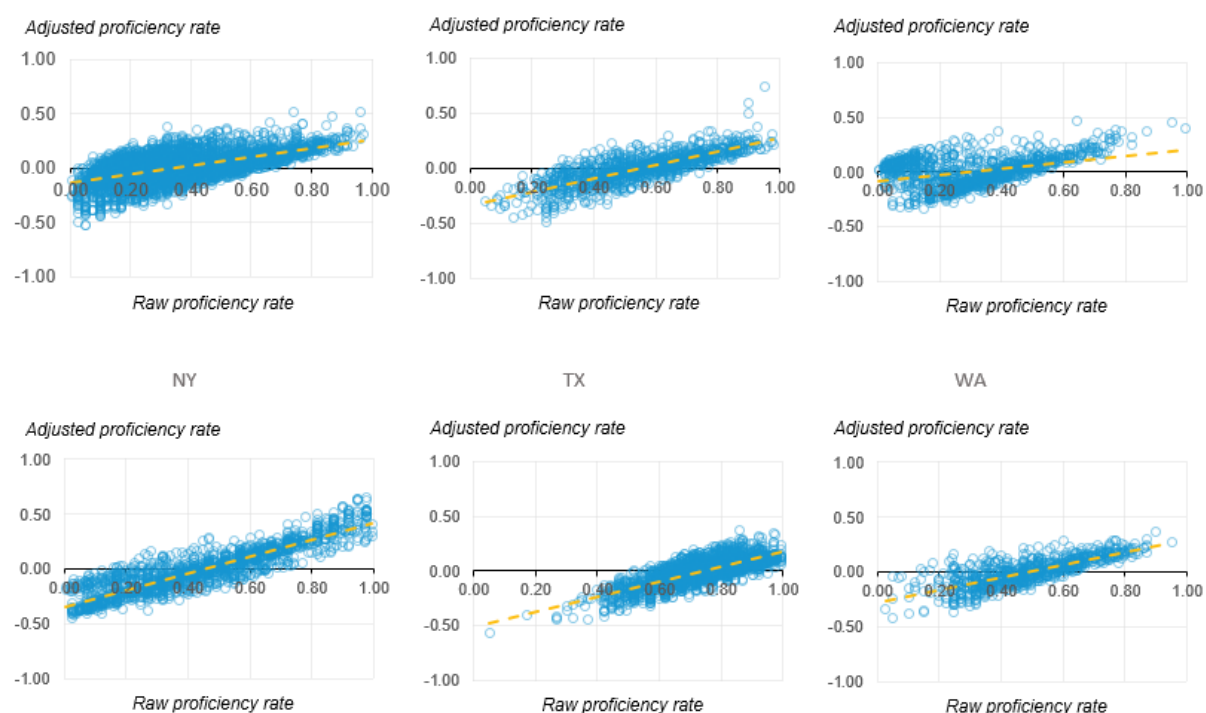 Adjusted proficiency rate Adjusted proficiency rate Adjusted proficiency rate
1.00 1.00 1.00
0.50 0.50 0.50
0.00 0.00 0.00
0.00 0.20 0.40 0.60 0.80 1.00 0.00 0.20 0.40 0.60 0.80 1.00 0.00 0.20 0.40 0.60 0.80 1.00
-0.50 -0.50 -0.50
-1.00 -1.00 -1.00
Raw proficiency rate Raw proficiency rate Raw proficiency rate
NY TX WA
Adjusted proficiency rate Adjusted proficiency rate Adjusted proficiency rate
1.00 1.00 1.00
0.50 0.50 0.50
0.00 0.00 0.00
0.00 0.20 0.40 0.60 0.80 1.00 0.00 0.20 0.40 0.60 0.80 1.00 0.00 0.20 0.40 0.60 0.80 1.00
-0.50 -0.50 -0.50
-1.00 -1.00 -1.00
Raw proficiency rate Raw proficiency rate Raw proficiency rate